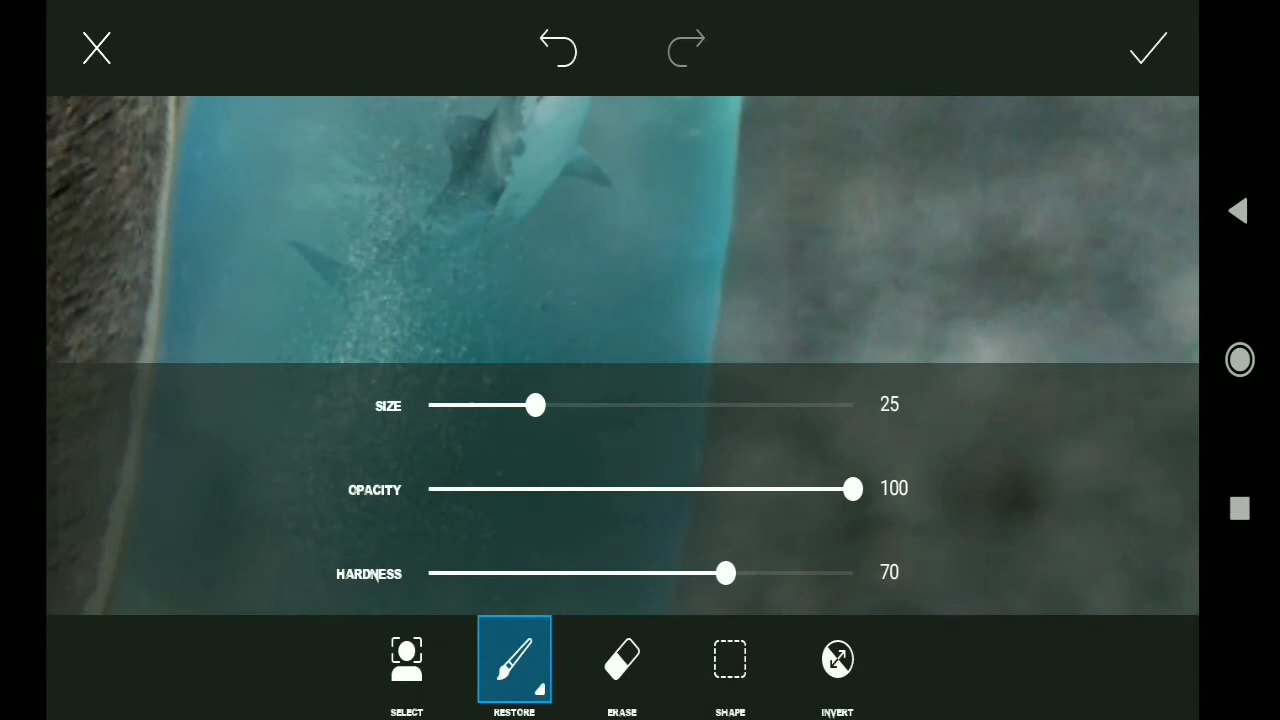 SIZE 25
OPACITY 100
HARDNESS 70
SELECT RESTORE ERASE SHAPE INVERT